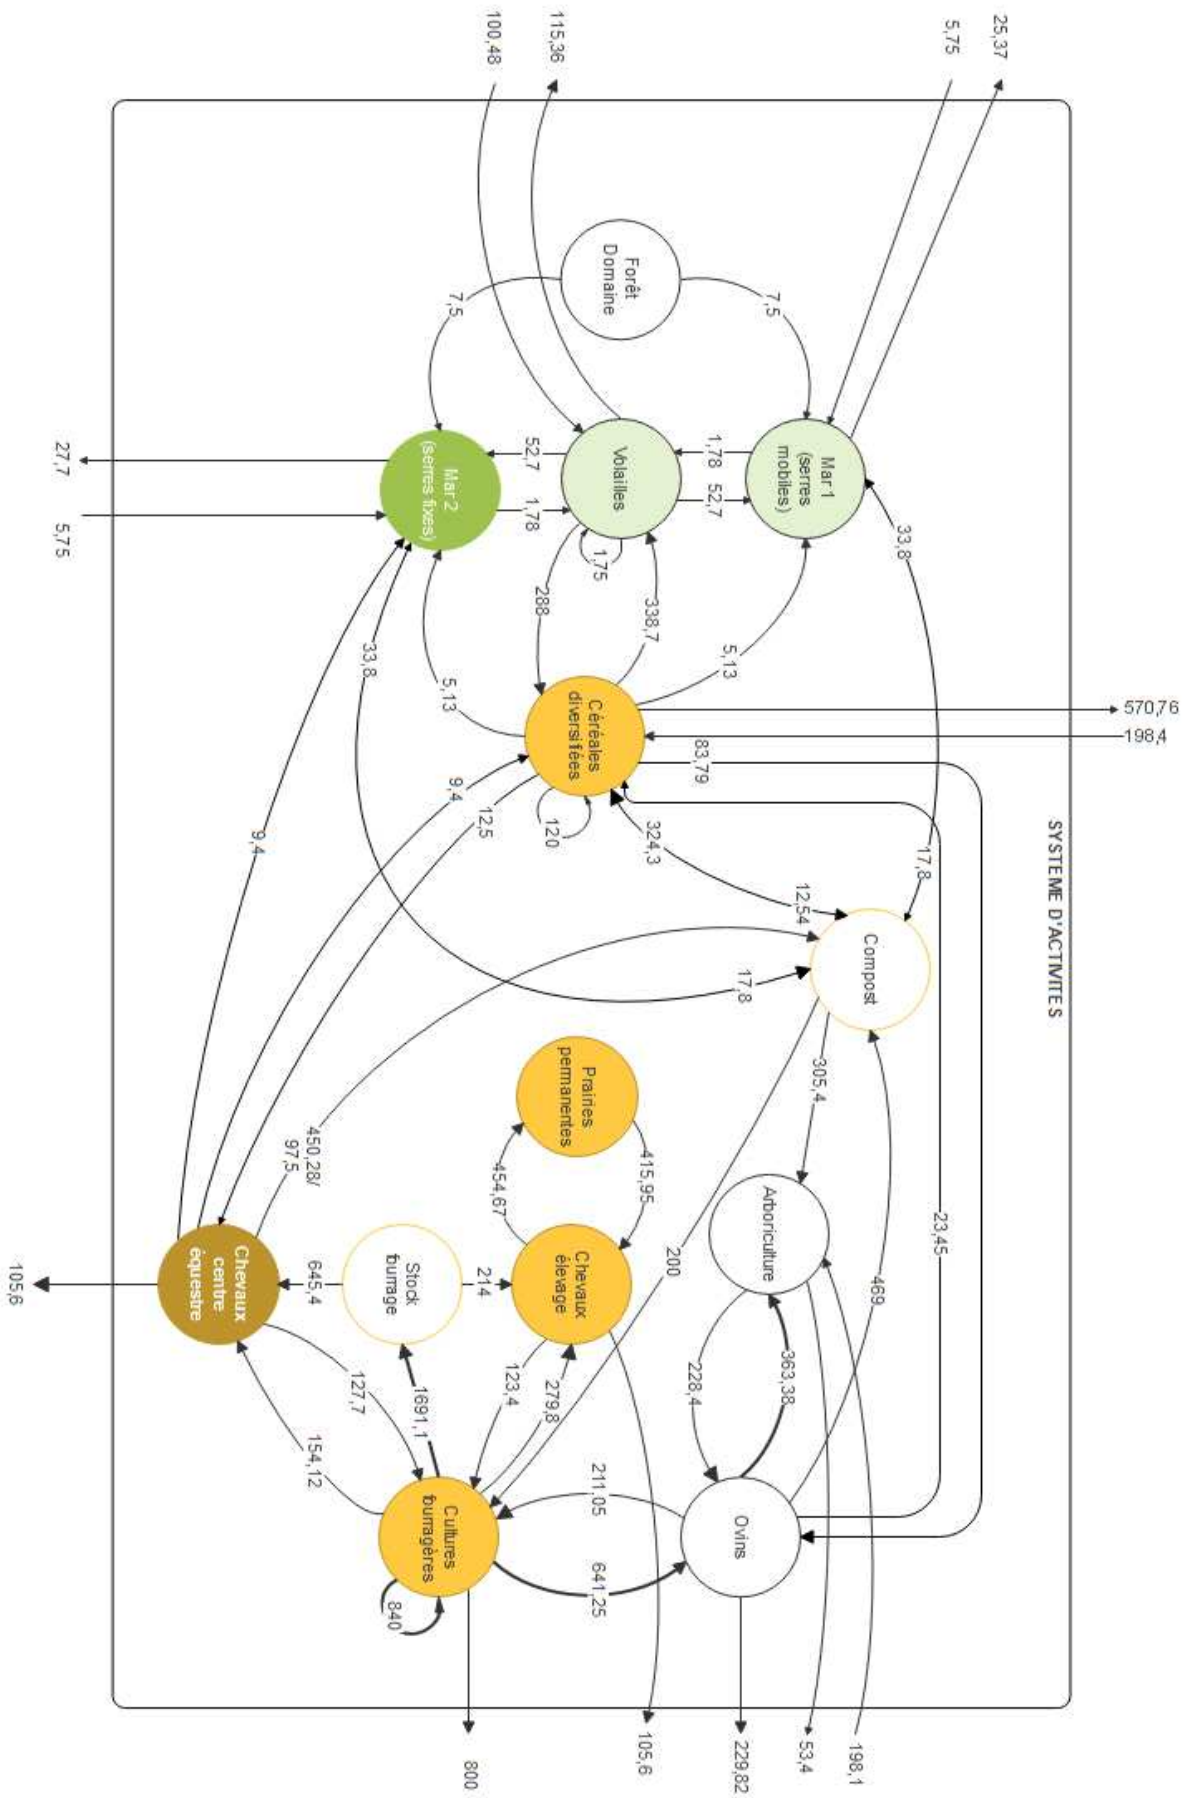 SYSTEME D'ACTIVITES
25,37
5,75
115,36
100,48
570,76
198,4
Forêt
Domaine
7,5
7,5
Mar 1
(serres
mobiles)
Volailles
Mar 2
(serres fixes)
1,78
52,7
52,7
1,78
1,75
27,7
5,75
33,8
17,8
33,8
17,8
338,7
288
5,13
5,13
Céréales
diversifiées
120
83,79
324,3
12,54
9,4
12,5
9,4
Compost
305,4
200
469
23,45
450,28/
97,5
Prairies
permanentes
415,95
454,67
Arboriculture
363,38
228,4
Chevaux
élevage
214
Stock
fourrage
645,4
Chevaux
centre
équestre
105,6
127,7
154,12
1691,1
123,4
279,8
Cultures
fourragères
840
211,05
641,25
Ovins
800
105,6
229,82
53,4
198,1